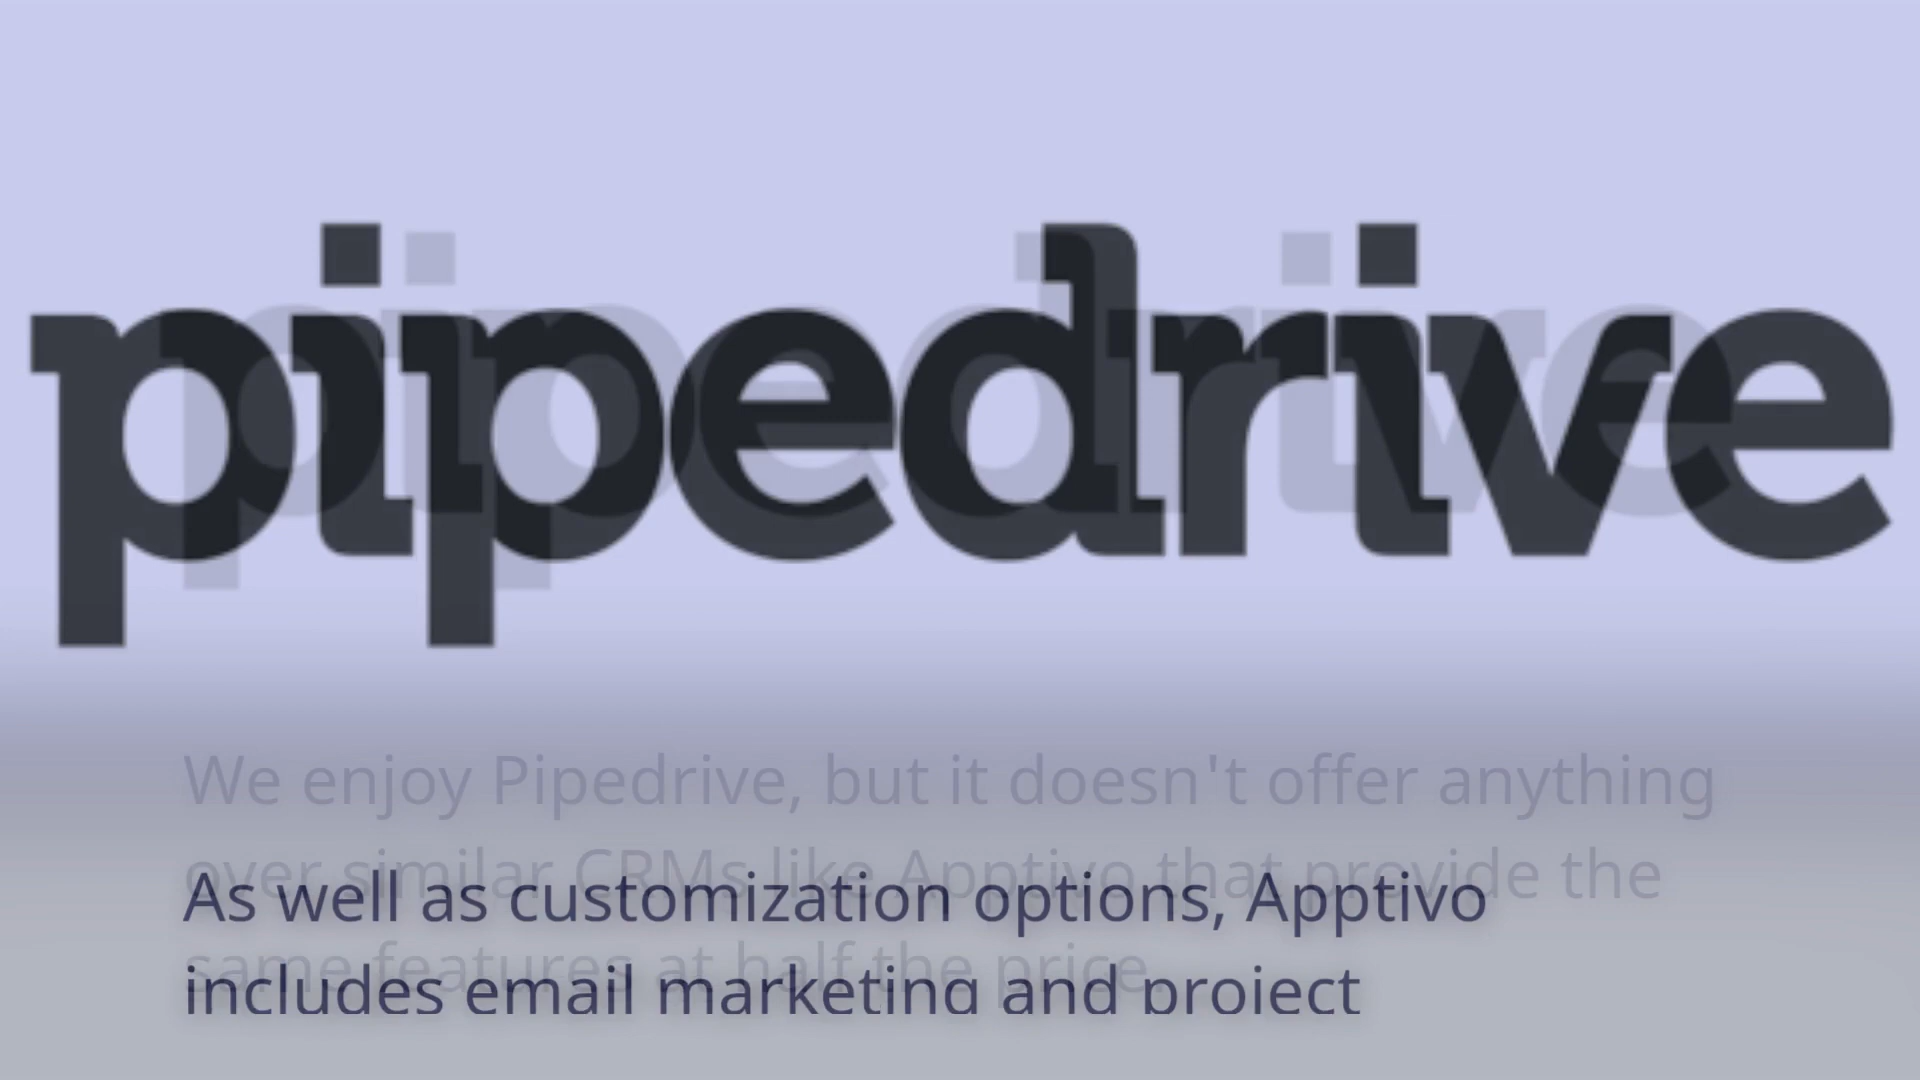 pipedrive
We enjoy Pipedrive, but it doesn't offer anything
over similar CRMs like Apptivo that provide the
same features at half the price.
As well as customization options, Apptivo
includes email marketing and project